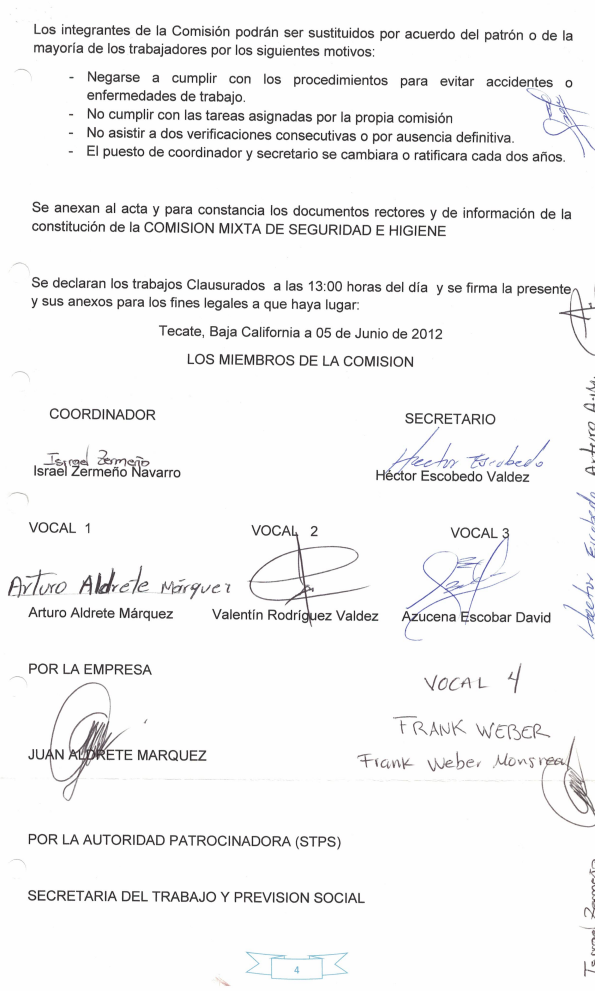 Los integrantes de la Comisión podrán ser sustituidos por acuerdo del patrón o de la
mayoría de los trabajadores por los siguientes motivos:
- Negarse a cumplir con los procedimientos para evitar accidentes o
enfermedades de trabajo.
- No cumplir con las tareas asignadas por la propia comisión
- No asistir a dos verificaciones consecutivas o por ausencia definitiva.
- El puesto de coordinador y secretario se cambiara o ratificara cada dos años.
Se anexan al acta y para constancia los documentos rectores y de información de la
constitución de la COMISION MIXTA DE SEGURIDAD E HIGIENE
Se declaran los trabajos Clausurados a las 13:00 horas del día y se firma la presente
y sus anexos para los fines legales a que haya lugar:
Tecate, Baja California a 05 de Junio de 2012
LOS MIEMBROS DE LA COMISION
COORDINADOR
SECRETARIO
Israel Zermeño
Hector Escobedo
Israel Zermeño Navarro
Héctor Escobedo Valdez
VOCAL 1
VOCAL 2
VOCAL 3
Arturo Aldrete Márquez
Arturo Aldrete Márquez
Valentín Rodríguez Valdez
Azucena Escobar David
POR LA EMPRESA
VOCAL 4
FRANK WEBER
JUAN ALDRETE MARQUEZ
Frank Weber Monsreal
POR LA AUTORIDAD PATROCINADORA (STPS)
SECRETARIA DEL TRABAJO Y PREVISION SOCIAL
4
Arturo A.M.
Hector Escobedo
Israel Zermeño